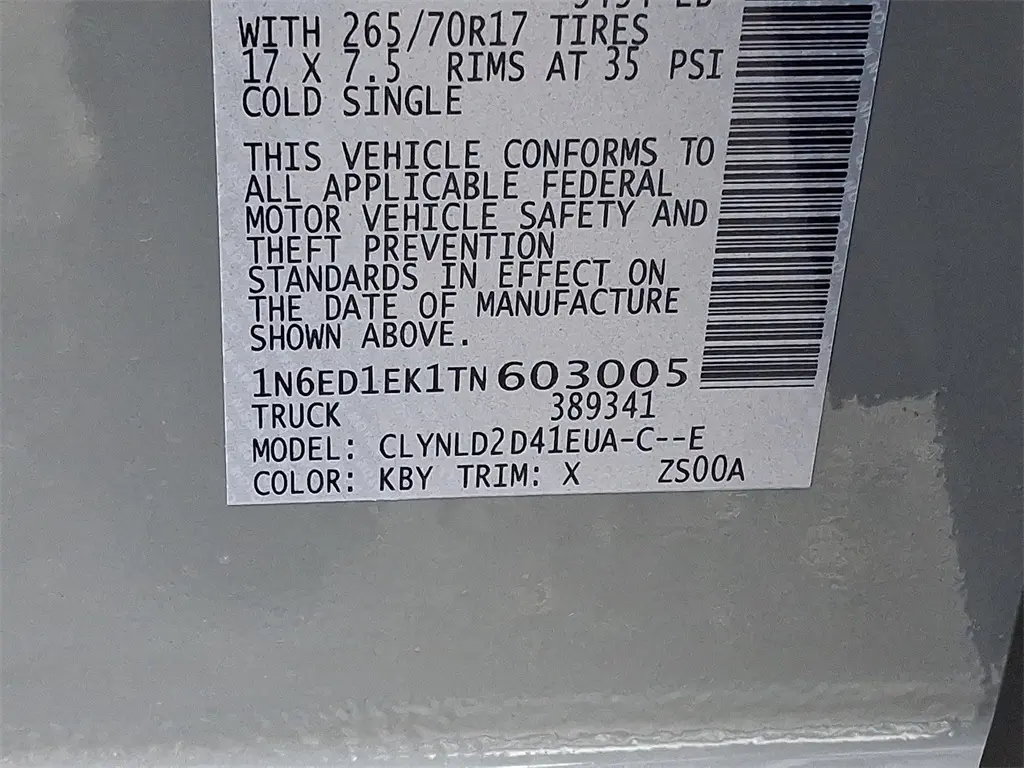 WITH 265/70R17 TIRES
17 X 7.5 RIMS AT 35 PSI
COLD SINGLE
THIS VEHICLE CONFORMS TO
ALL APPLICABLE FEDERAL
MOTOR VEHICLE SAFETY AND
THEFT PREVENTION
STANDARDS IN EFFECT ON
THE DATE OF MANUFACTURE
SHOWN ABOVE.
1N6ED1EK1TN603005
TRUCK 389341
MODEL: CLYNLD2D41EUA-C--E
COLOR: KBY TRIM: X ZS00A